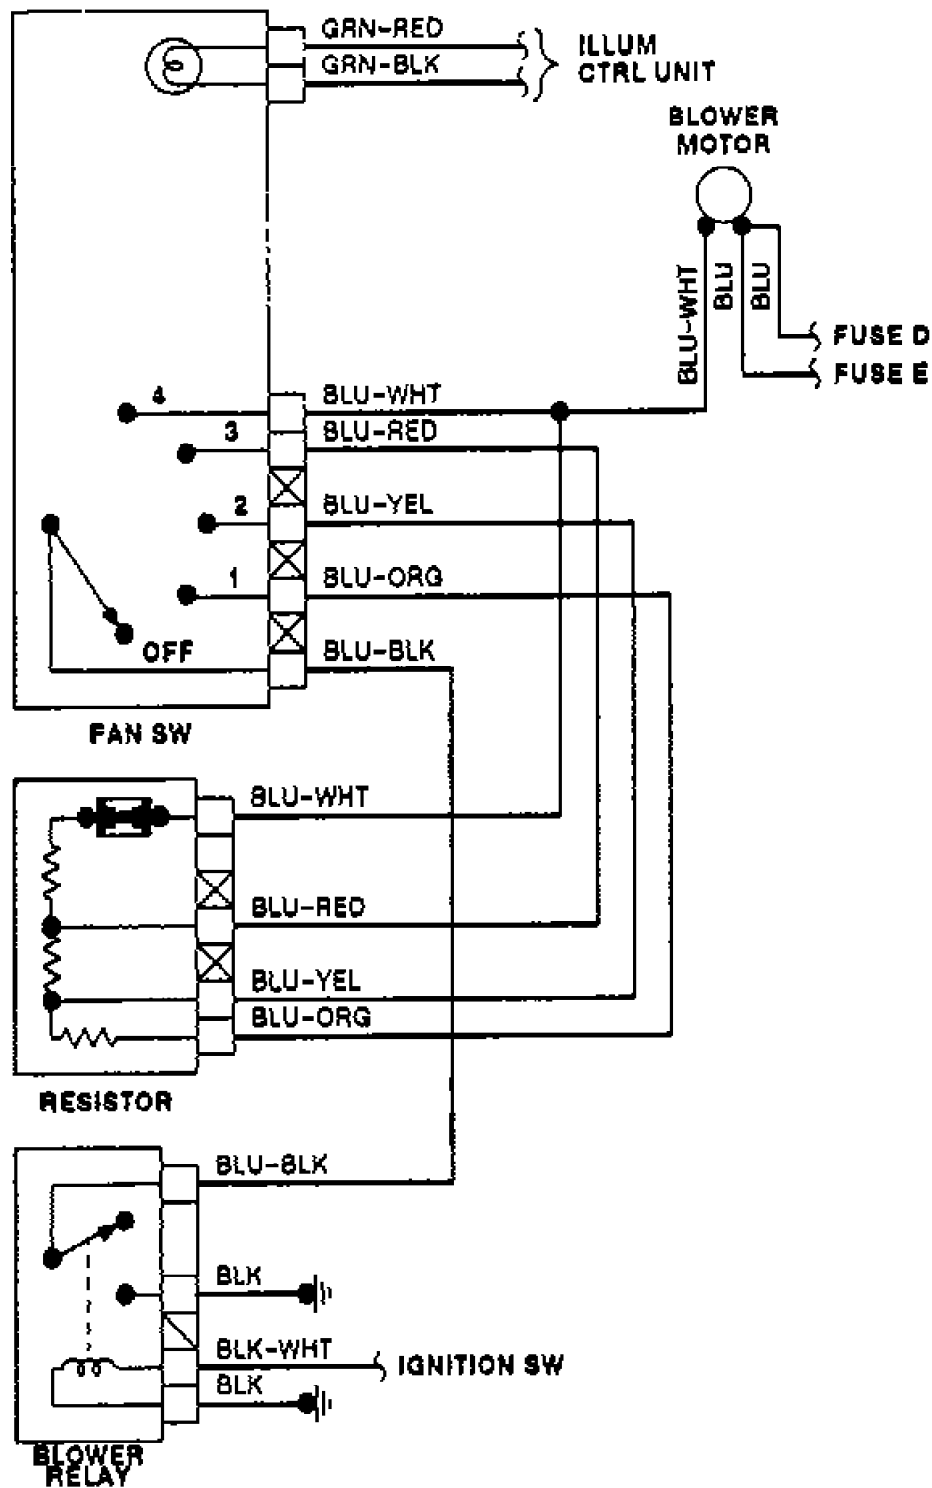 GRN-RED
GRN-BLK
ILLUM
CTRL UNIT
BLOWER
MOTOR
BLU-WHT
BLU
BLU
FUSE D
FUSE E
4
BLU-WHT
3
BLU-RED
2
BLU-YEL
1
BLU-ORG
OFF
BLU-BLK
FAN SW
BLU-WHT
BLU-RED
BLU-YEL
BLU-ORG
RESISTOR
BLU-BLK
BLK
BLK-WHT
IGNITION SW
BLK
BLOWER
RELAY